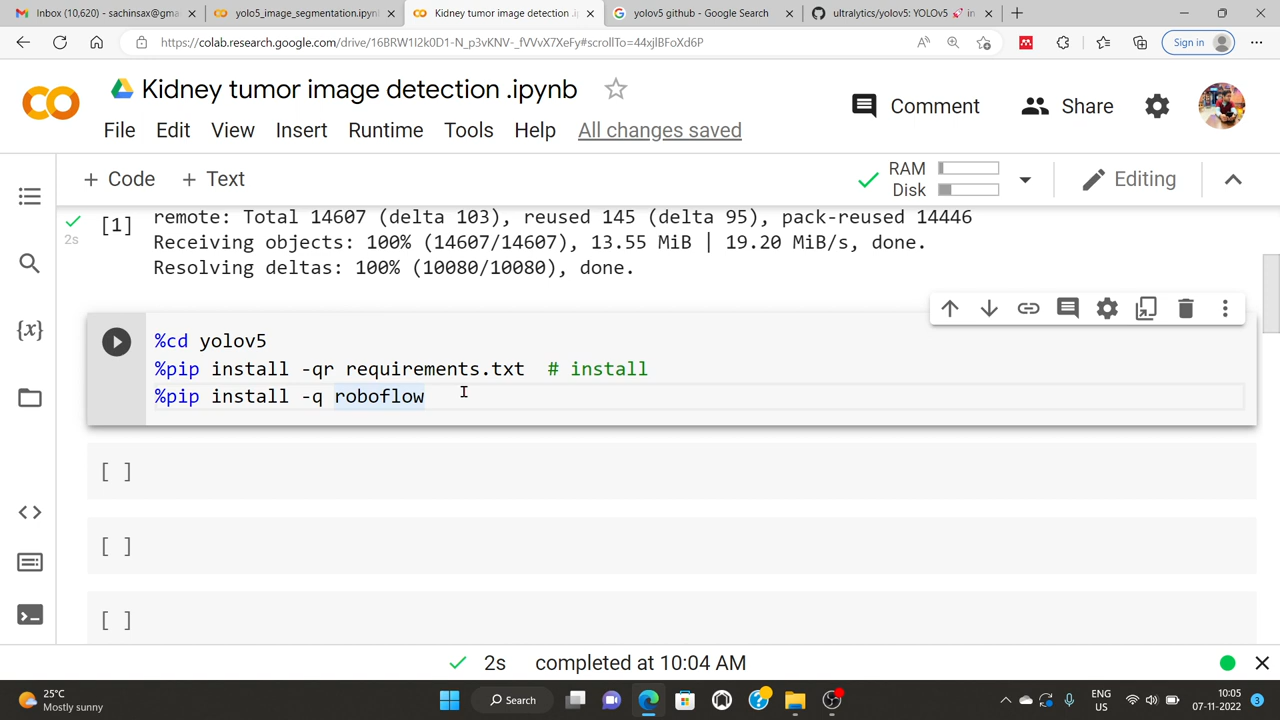 Inbox (10,620) - sachinsax@gma
yolo5_image_segmentation.ipynl
Kidney tumor image detection .i
yolov5 github - Google Search
ultralytics/yolov5: YOLOv5 🚀 in
https://colab.research.google.com/drive/16BRW1I2k0D1-N_p3vKNV-_fVVvX7XeFy#scrollTo=44xjlBFoXd6P
Sign in
Kidney tumor image detection .ipynb
Comment
Share
File Edit View Insert Runtime Tools Help All changes saved
+ Code + Text
RAM
Disk
Editing
[1]
2s
remote: Total 14607 (delta 103), reused 145 (delta 95), pack-reused 14446
Receiving objects: 100% (14607/14607), 13.55 MiB | 19.20 MiB/s, done.
Resolving deltas: 100% (10080/10080), done.
{x}
%cd yolov5
%pip install -qr requirements.txt  # install
%pip install -q roboflow
[ ]
[ ]
[ ]
2s completed at 10:04 AM
25°C
Mostly sunny
Search
ENG
US
10:05
07-11-2022
3